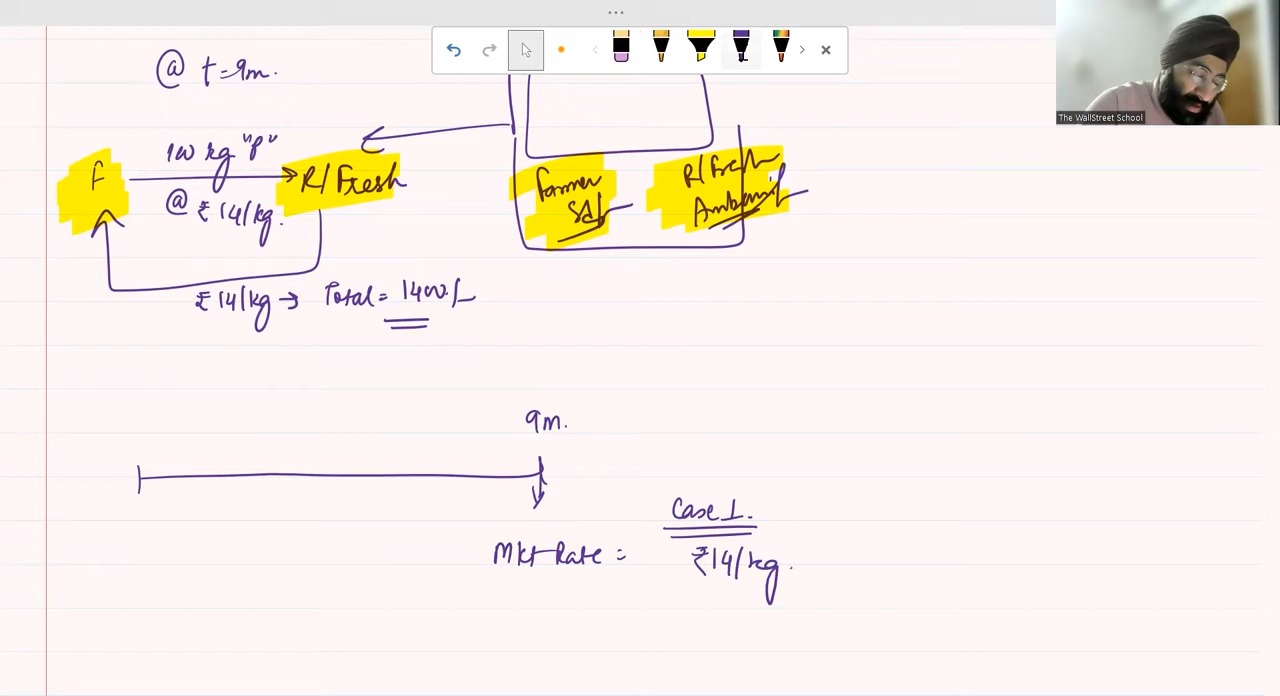 @ t=9m.
100 kg "P"
F
R/Fresh
@ ₹14/kg.
₹14/kg → Total = 1400/-
Farmer
R/Fresh
Ambani
9m.
Case 1.
Mkt Rate = ₹14/kg.
The WallStreet School